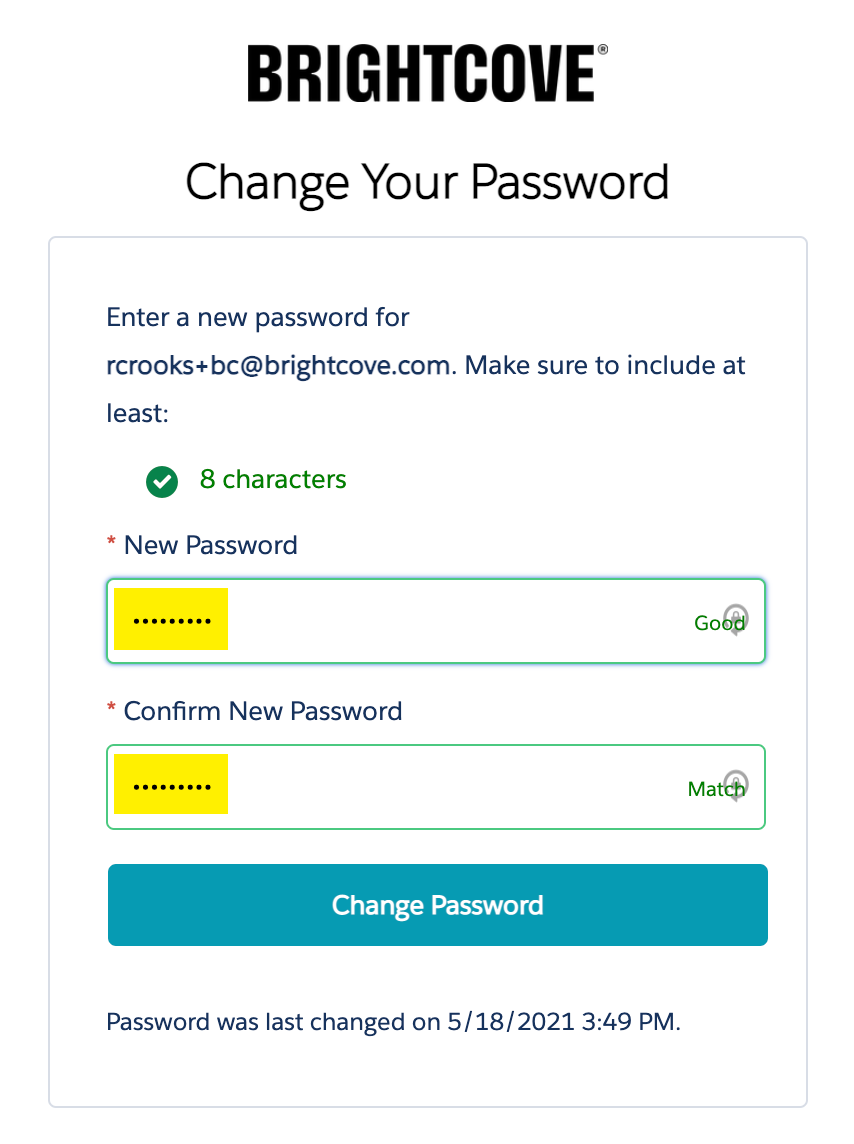 BRIGHTCOVE®
Change Your Password
Enter a new password for
rcrooks+bc@brightcove.com. Make sure to include at
least:
8 characters
* New Password
••••••••• Good
* Confirm New Password
••••••••• Match
Change Password
Password was last changed on 5/18/2021 3:49 PM.